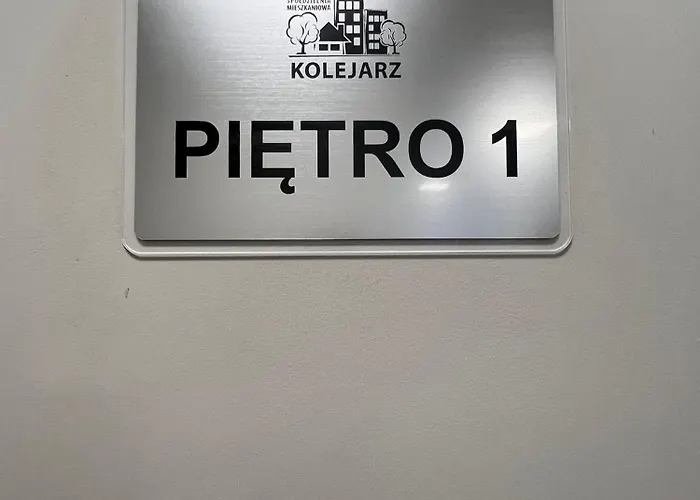 SPÓŁDZIELNIA
MIESZKANIOWA
KOLEJARZ
PIĘTRO 1